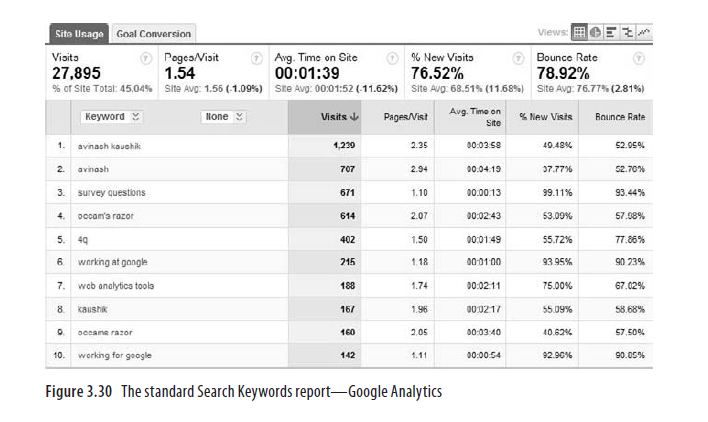 Site Usage Goal Conversion Views:
Visits Pages/Visit Avg. Time on Site % New Visits Bounce Rate
27,895 1.54 00:01:39 76.52% 78.92%
% of Site Total: 45.04% Site Avg: 1.56 (-1.09%) Site Avg: 00:01:52 (-11.62%) Site Avg: 68.51% (11.68%) Site Avg: 76.77% (2.81%)
Keyword None Visits Pages/Visit Avg. Time on Site % New Visits Bounce Rate
1. avinash kaushik 1,239 2.35 00:03:58 49.48% 52.95%
2. avinash 707 2.94 00:04:19 37.77% 52.70%
3. survey questions 671 1.10 00:00:13 99.11% 93.44%
4. occam's razor 614 2.07 00:02:43 53.09% 57.98%
5. 4q 402 1.50 00:01:49 55.72% 77.86%
6. working at google 215 1.18 00:01:00 93.95% 90.23%
7. web analytics tools 188 1.74 00:02:11 75.00% 67.02%
8. kaushik 167 1.96 00:02:17 55.09% 58.68%
9. occams razor 160 2.05 00:03:40 40.62% 57.50%
10. working for google 142 1.11 00:00:54 92.96% 90.85%
Figure 3.30 The standard Search Keywords report—Google Analytics